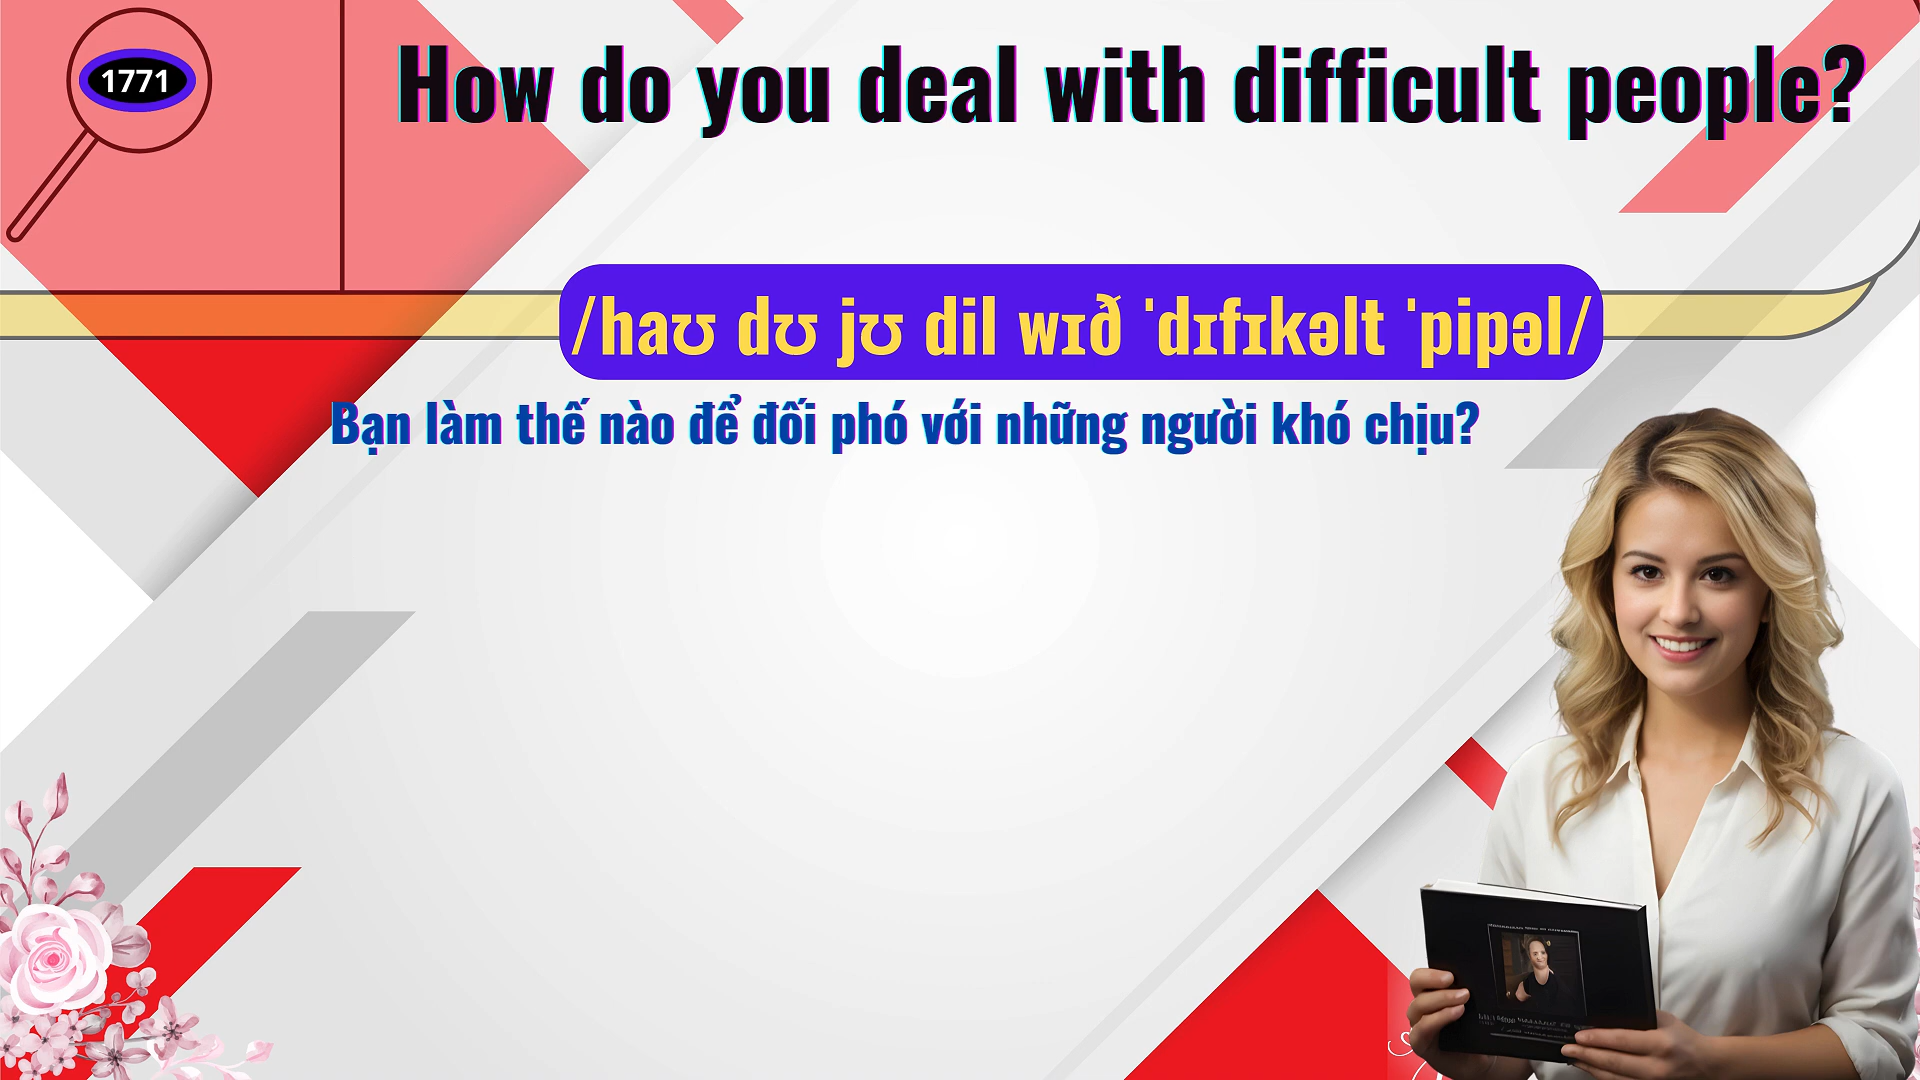 1771
How do you deal with difficult people?
/haʊ dʊ jʊ dil wɪð ˈdɪfɪkəlt ˈpipəl/
Bạn làm thế nào để đối phó với những người khó chịu?